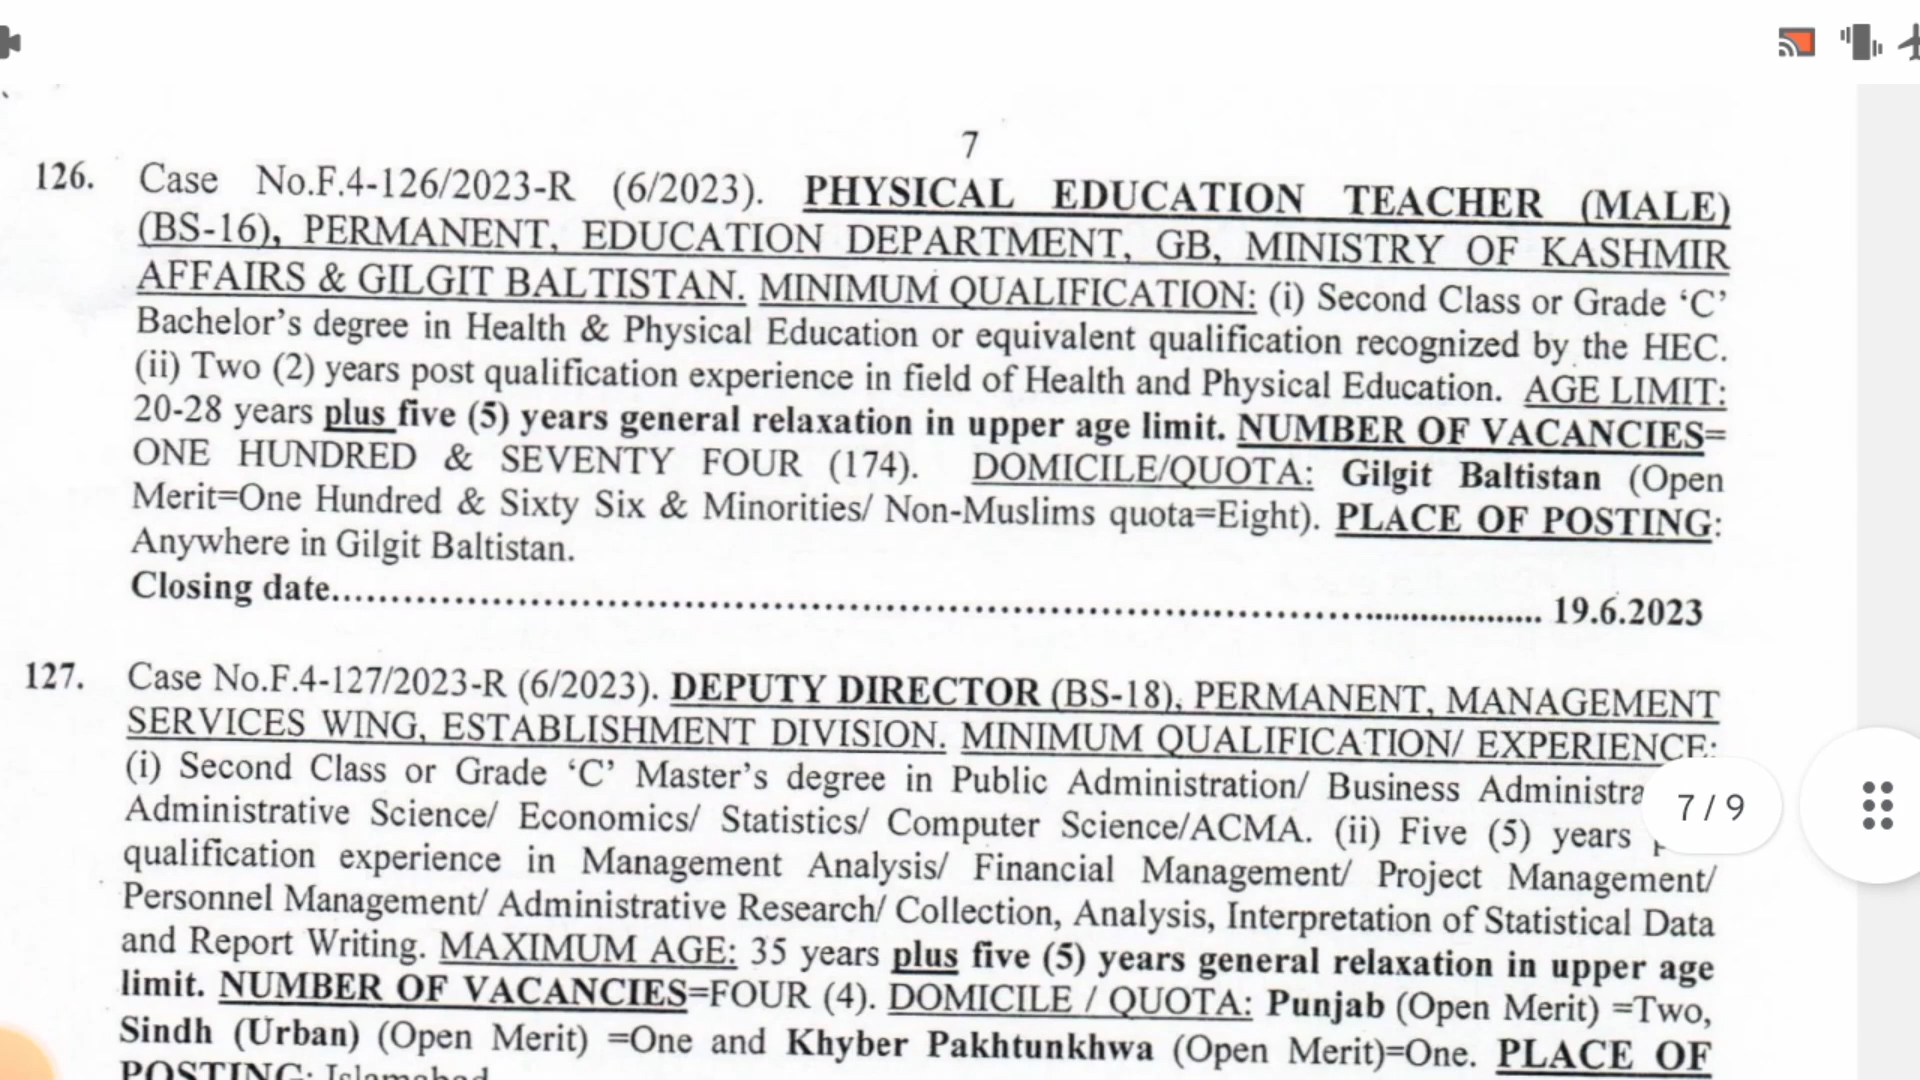 7
126. Case No.F.4-126/2023-R (6/2023). PHYSICAL EDUCATION TEACHER (MALE)
(BS-16), PERMANENT, EDUCATION DEPARTMENT, GB, MINISTRY OF KASHMIR
AFFAIRS & GILGIT BALTISTAN. MINIMUM QUALIFICATION: (i) Second Class or Grade ‘C’
Bachelor’s degree in Health & Physical Education or equivalent qualification recognized by the HEC.
(ii) Two (2) years post qualification experience in field of Health and Physical Education. AGE LIMIT:
20-28 years plus five (5) years general relaxation in upper age limit. NUMBER OF VACANCIES=
ONE HUNDRED & SEVENTY FOUR (174). DOMICILE/QUOTA: Gilgit Baltistan (Open
Merit=One Hundred & Sixty Six & Minorities/ Non-Muslims quota=Eight). PLACE OF POSTING:
Anywhere in Gilgit Baltistan.
Closing date.......................................................................................................... 19.6.2023
127. Case No.F.4-127/2023-R (6/2023). DEPUTY DIRECTOR (BS-18), PERMANENT, MANAGEMENT
SERVICES WING, ESTABLISHMENT DIVISION. MINIMUM QUALIFICATION/ EXPERIENCE:
(i) Second Class or Grade ‘C’ Master’s degree in Public Administration/ Business Administra
Administrative Science/ Economics/ Statistics/ Computer Science/ACMA. (ii) Five (5) years
7 / 9
qualification experience in Management Analysis/ Financial Management/ Project Management/
Personnel Management/ Administrative Research/ Collection, Analysis, Interpretation of Statistical Data
and Report Writing. MAXIMUM AGE: 35 years plus five (5) years general relaxation in upper age
limit. NUMBER OF VACANCIES=FOUR (4). DOMICILE / QUOTA: Punjab (Open Merit) =Two,
Sindh (Urban) (Open Merit) =One and Khyber Pakhtunkhwa (Open Merit)=One. PLACE OF
POSTING: Islamabad